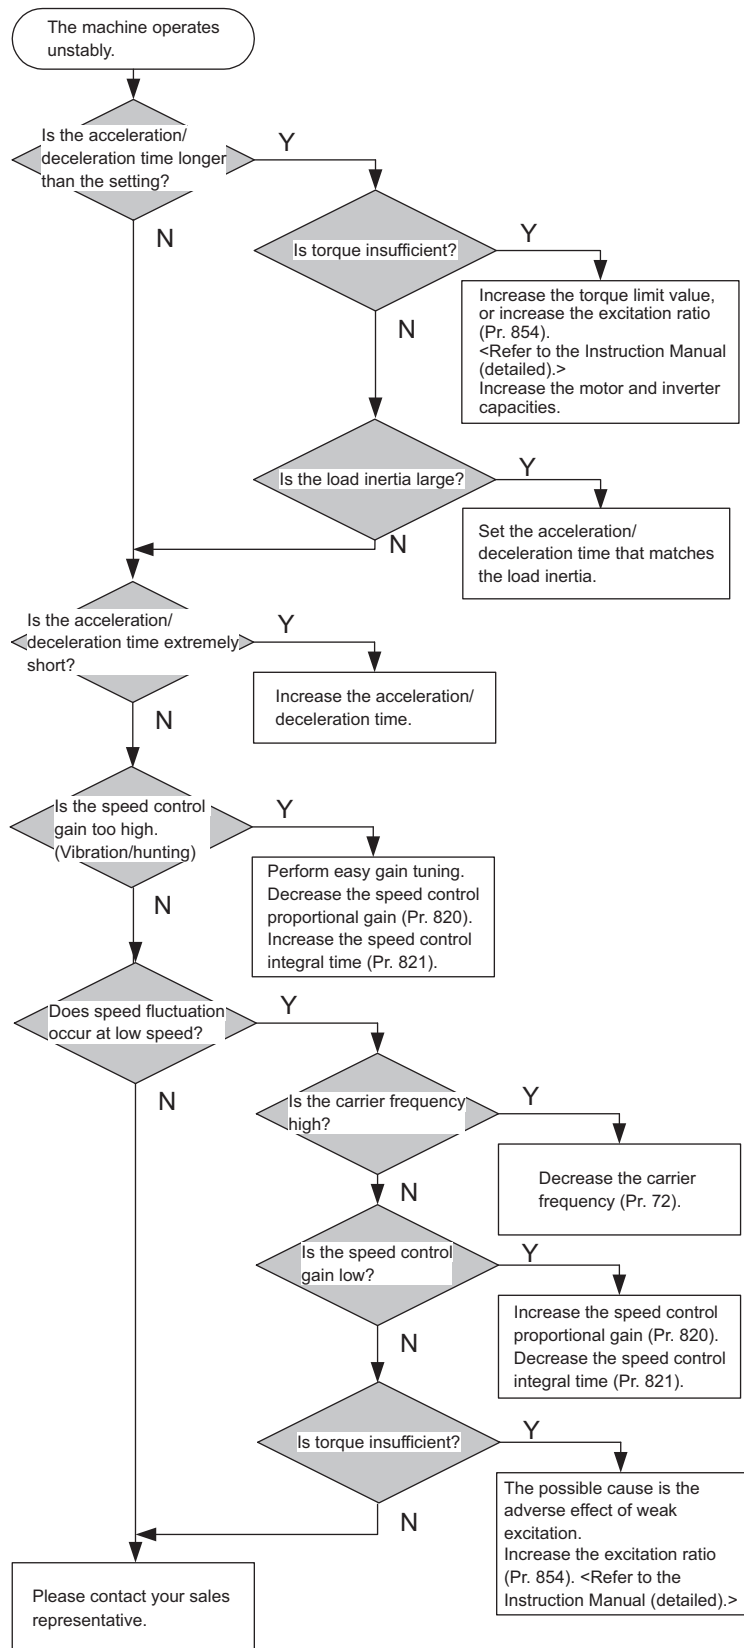 The machine operates
unstably.
Is the acceleration/
deceleration time longer
than the setting?
Y
N
Is torque insufficient?
Y
N
Increase the torque limit value,
or increase the excitation ratio
(Pr. 854).
<Refer to the Instruction Manual
(detailed).>
Increase the motor and inverter
capacities.
Is the load inertia large?
Y
N
Set the acceleration/
deceleration time that matches
the load inertia.
Is the acceleration/
deceleration time extremely
short?
Y
N
Increase the acceleration/
deceleration time.
Is the speed control
gain too high.
(Vibration/hunting)
Y
N
Perform easy gain tuning.
Decrease the speed control
proportional gain (Pr. 820).
Increase the speed control
integral time (Pr. 821).
Does speed fluctuation
occur at low speed?
Y
N
Is the carrier frequency
high?
Y
N
Decrease the carrier
frequency (Pr. 72).
Is the speed control
gain low?
Y
N
Increase the speed control
proportional gain (Pr. 820).
Decrease the speed control
integral time (Pr. 821).
Is torque insufficient?
Y
N
The possible cause is the
adverse effect of weak
excitation.
Increase the excitation ratio
(Pr. 854). <Refer to the
Instruction Manual (detailed).>
Please contact your sales
representative.